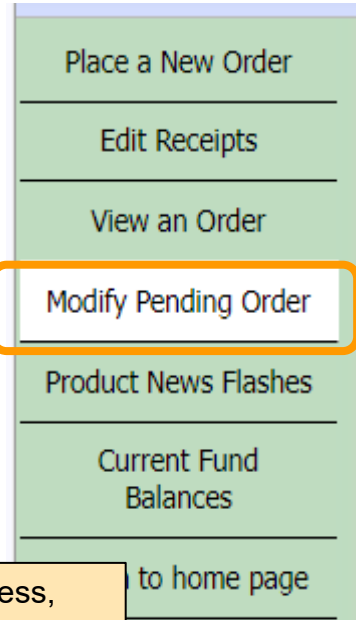 Place a New Order
Edit Receipts
View an Order
Modify Pending Order
Product News Flashes
Current Fund
Balances
to home page